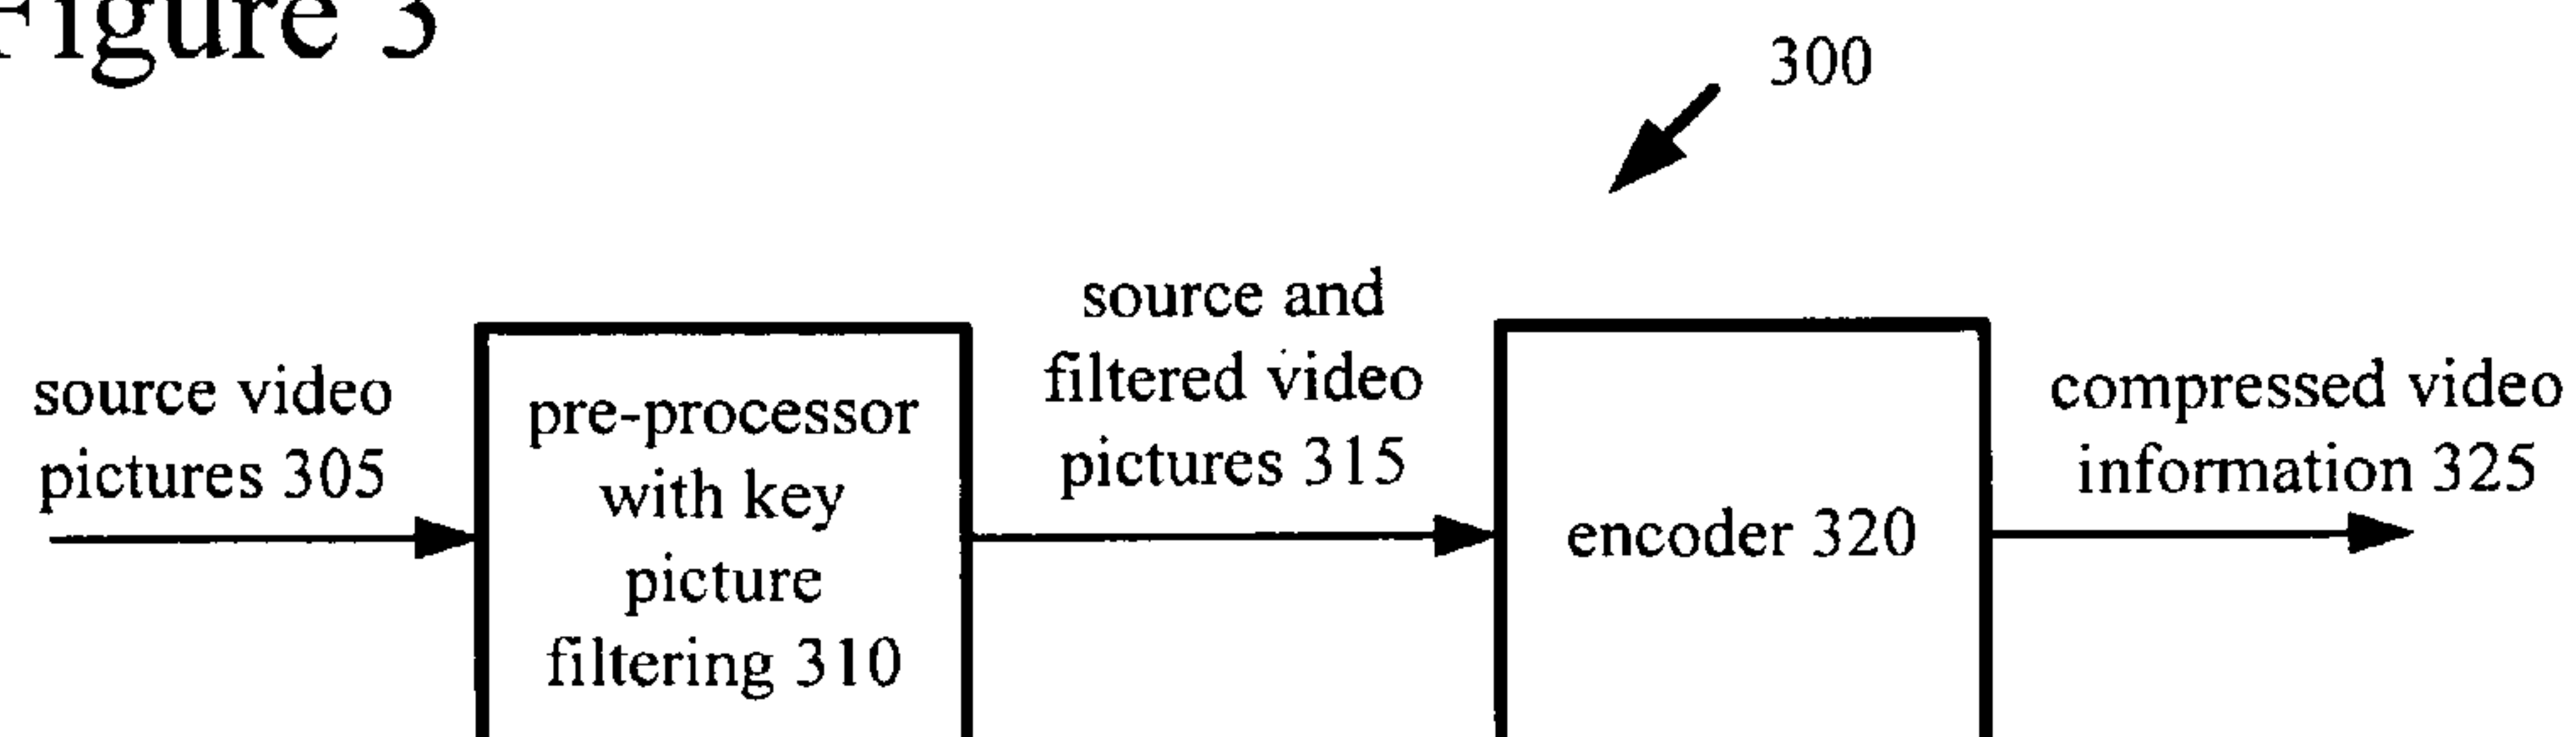 Figure 3
300
source video
pictures 305
pre-processor
with key
picture
filtering 310
source and
filtered video
pictures 315
encoder 320
compressed video
information 325